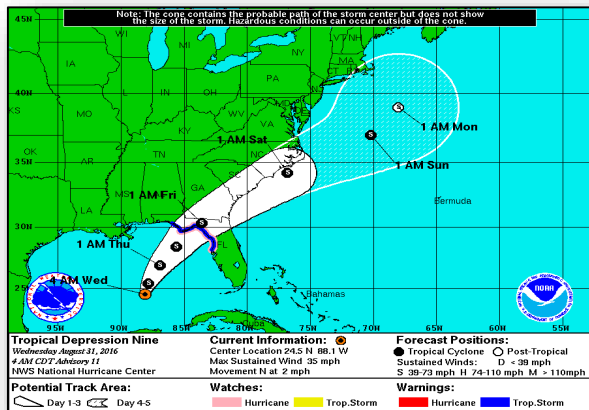 Note: The cone contains the probable path of the storm center but does not show
the size of the storm. Hazardous conditions can occur outside of the cone.
WI
MI
NY
VT
NH
MA
CT
IA
PA
NJ
IL
IN
OH
MO
WV
VA
KS
KY
OK
AR
TN
NC
SC
MS
GA
LA
FL
45N
40N
35N
30N
25N
1 AM Mon
1 AM Sun
1 AM Sat
1 AM Fri
1 AM Thu
4 AM Wed
Bermuda
Bahamas
Cuba
NOAA
95W 90W 85W 80W 75W 70W 65W 60W 55W
Tropical Depression Nine
Wednesday August 31, 2016
4 AM CDT Advisory 11
NWS National Hurricane Center
Current Information:
Center Location 24.5 N 88.1 W
Max Sustained Wind 35 mph
Movement N at 2 mph
Forecast Positions:
Tropical Cyclone Post-Tropical
Sustained Winds: D < 39 mph
S 39-73 mph H 74-110 mph M > 110mph
Potential Track Area:
Day 1-3 Day 4-5
Watches:
Hurricane Trop.Storm
Warnings:
Hurricane Trop.Storm